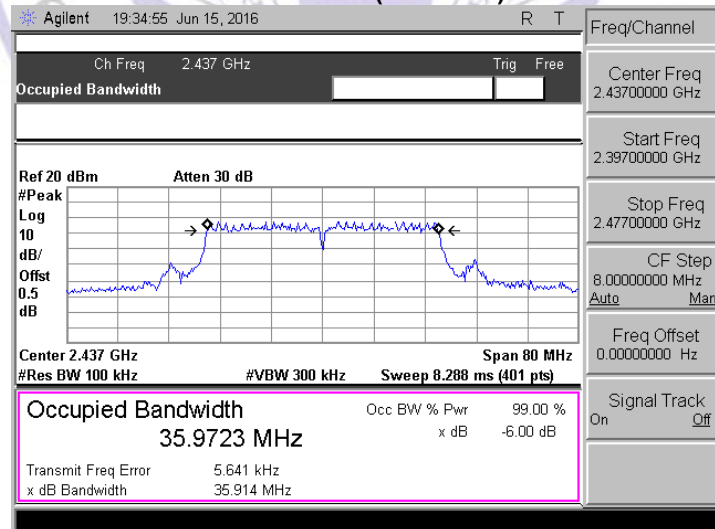 Agilent 19:34:55 Jun 15, 2016 R T
Freq/Channel
Ch Freq 2.437 GHz Trig Free
Occupied Bandwidth
Center Freq
2.43700000 GHz
Start Freq
2.39700000 GHz
Stop Freq
2.47700000 GHz
CF Step
8.00000000 MHz
Auto Man
Freq Offset
0.00000000 Hz
Signal Track
On Off
Ref 20 dBm Atten 30 dB
#Peak
Log
10
dB/
Offst
0.5
dB
Center 2.437 GHz Span 80 MHz
#Res BW 100 kHz #VBW 300 kHz Sweep 8.288 ms (401 pts)
Occupied Bandwidth Occ BW % Pwr 99.00 %
35.9723 MHz x dB -6.00 dB
Transmit Freq Error 5.641 kHz
x dB Bandwidth 35.914 MHz